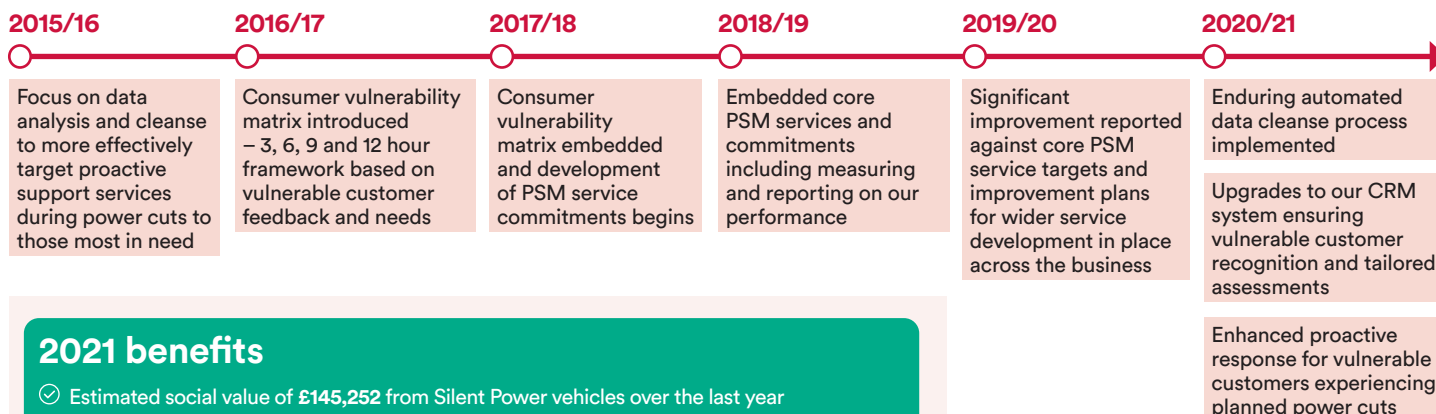 2015/16
Focus on data
analysis and cleanse
to more effectively
target proactive
support services
during power cuts to
those most in need
2016/17
Consumer vulnerability
matrix introduced
– 3, 6, 9 and 12 hour
framework based on
vulnerable customer
feedback and needs
2017/18
Consumer
vulnerability
matrix embedded
and development
of PSM service
commitments begins
2018/19
Embedded core
PSM services and
commitments
including measuring
and reporting on our
performance
2019/20
Significant
improvement reported
against core PSM
service targets and
improvement plans
for wider service
development in place
across the business
2020/21
Enduring automated
data cleanse process
implemented
Upgrades to our CRM
system ensuring
vulnerable customer
recognition and tailored
assessments
Enhanced proactive
response for vulnerable
customers experiencing
planned power cuts
2021 benefits
Estimated social value of £145,252 from Silent Power vehicles over the last year